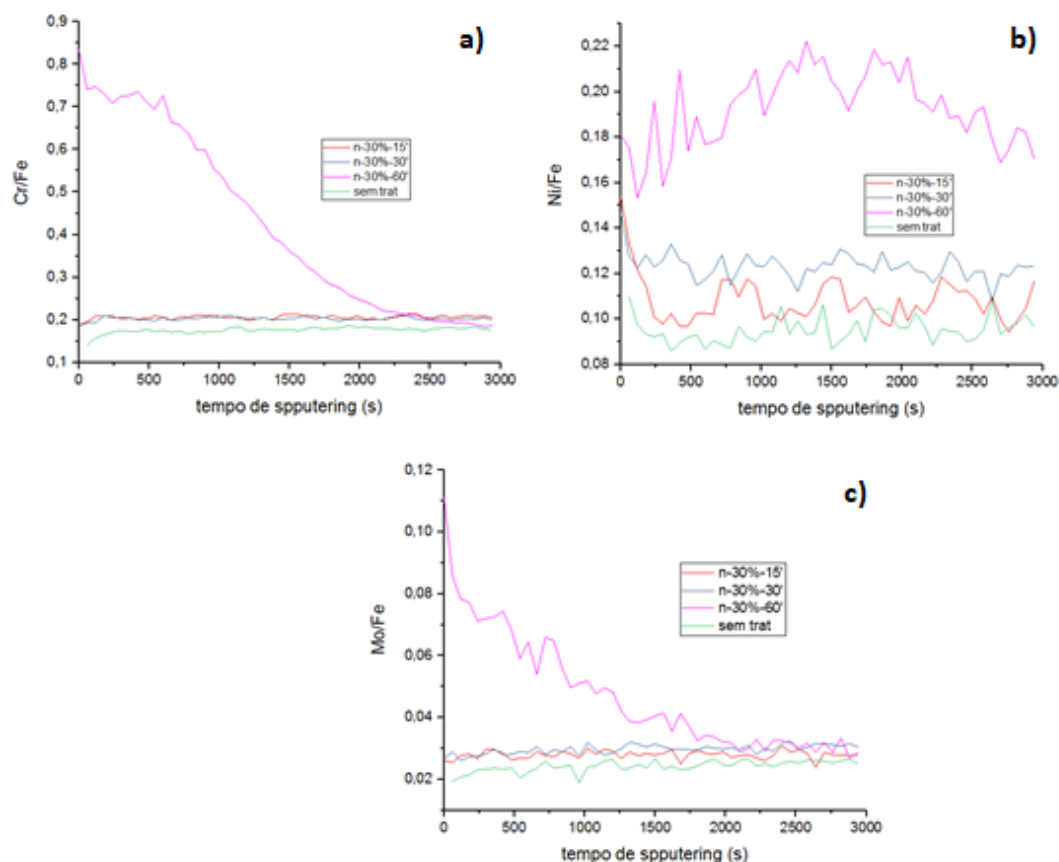 a)
0,9
0,8
0,7
0,6
0,5
0,4
0,3
0,2
0,1
Cr/Fe
n-30%-15'
n-30%-30'
n-30%-60'
sem trat
0 500 1000 1500 2000 2500 3000
tempo de spputering (s)
b)
0,22
0,20
0,18
0,16
0,14
0,12
0,10
0,08
Ni/Fe
n-30%-15'
n-30%-30'
n-30%-60'
sem trat
0 500 1000 1500 2000 2500 3000
tempo de spputering (s)
c)
0,12
0,10
0,08
0,06
0,04
0,02
Mo/Fe
n-30%-15'
n-30%-30'
n-30%-60'
sem trat
0 500 1000 1500 2000 2500 3000
tempo de spputering (s)